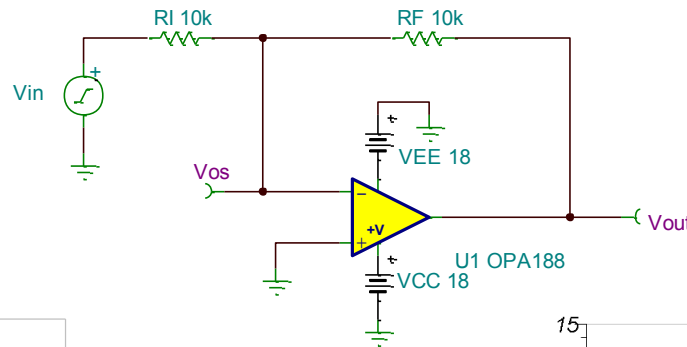 RI 10k
RF 10k
+
Vin
+
VEE 18
Vos
-
+V
+
U1 OPA188
Vout
+
VCC 18
15